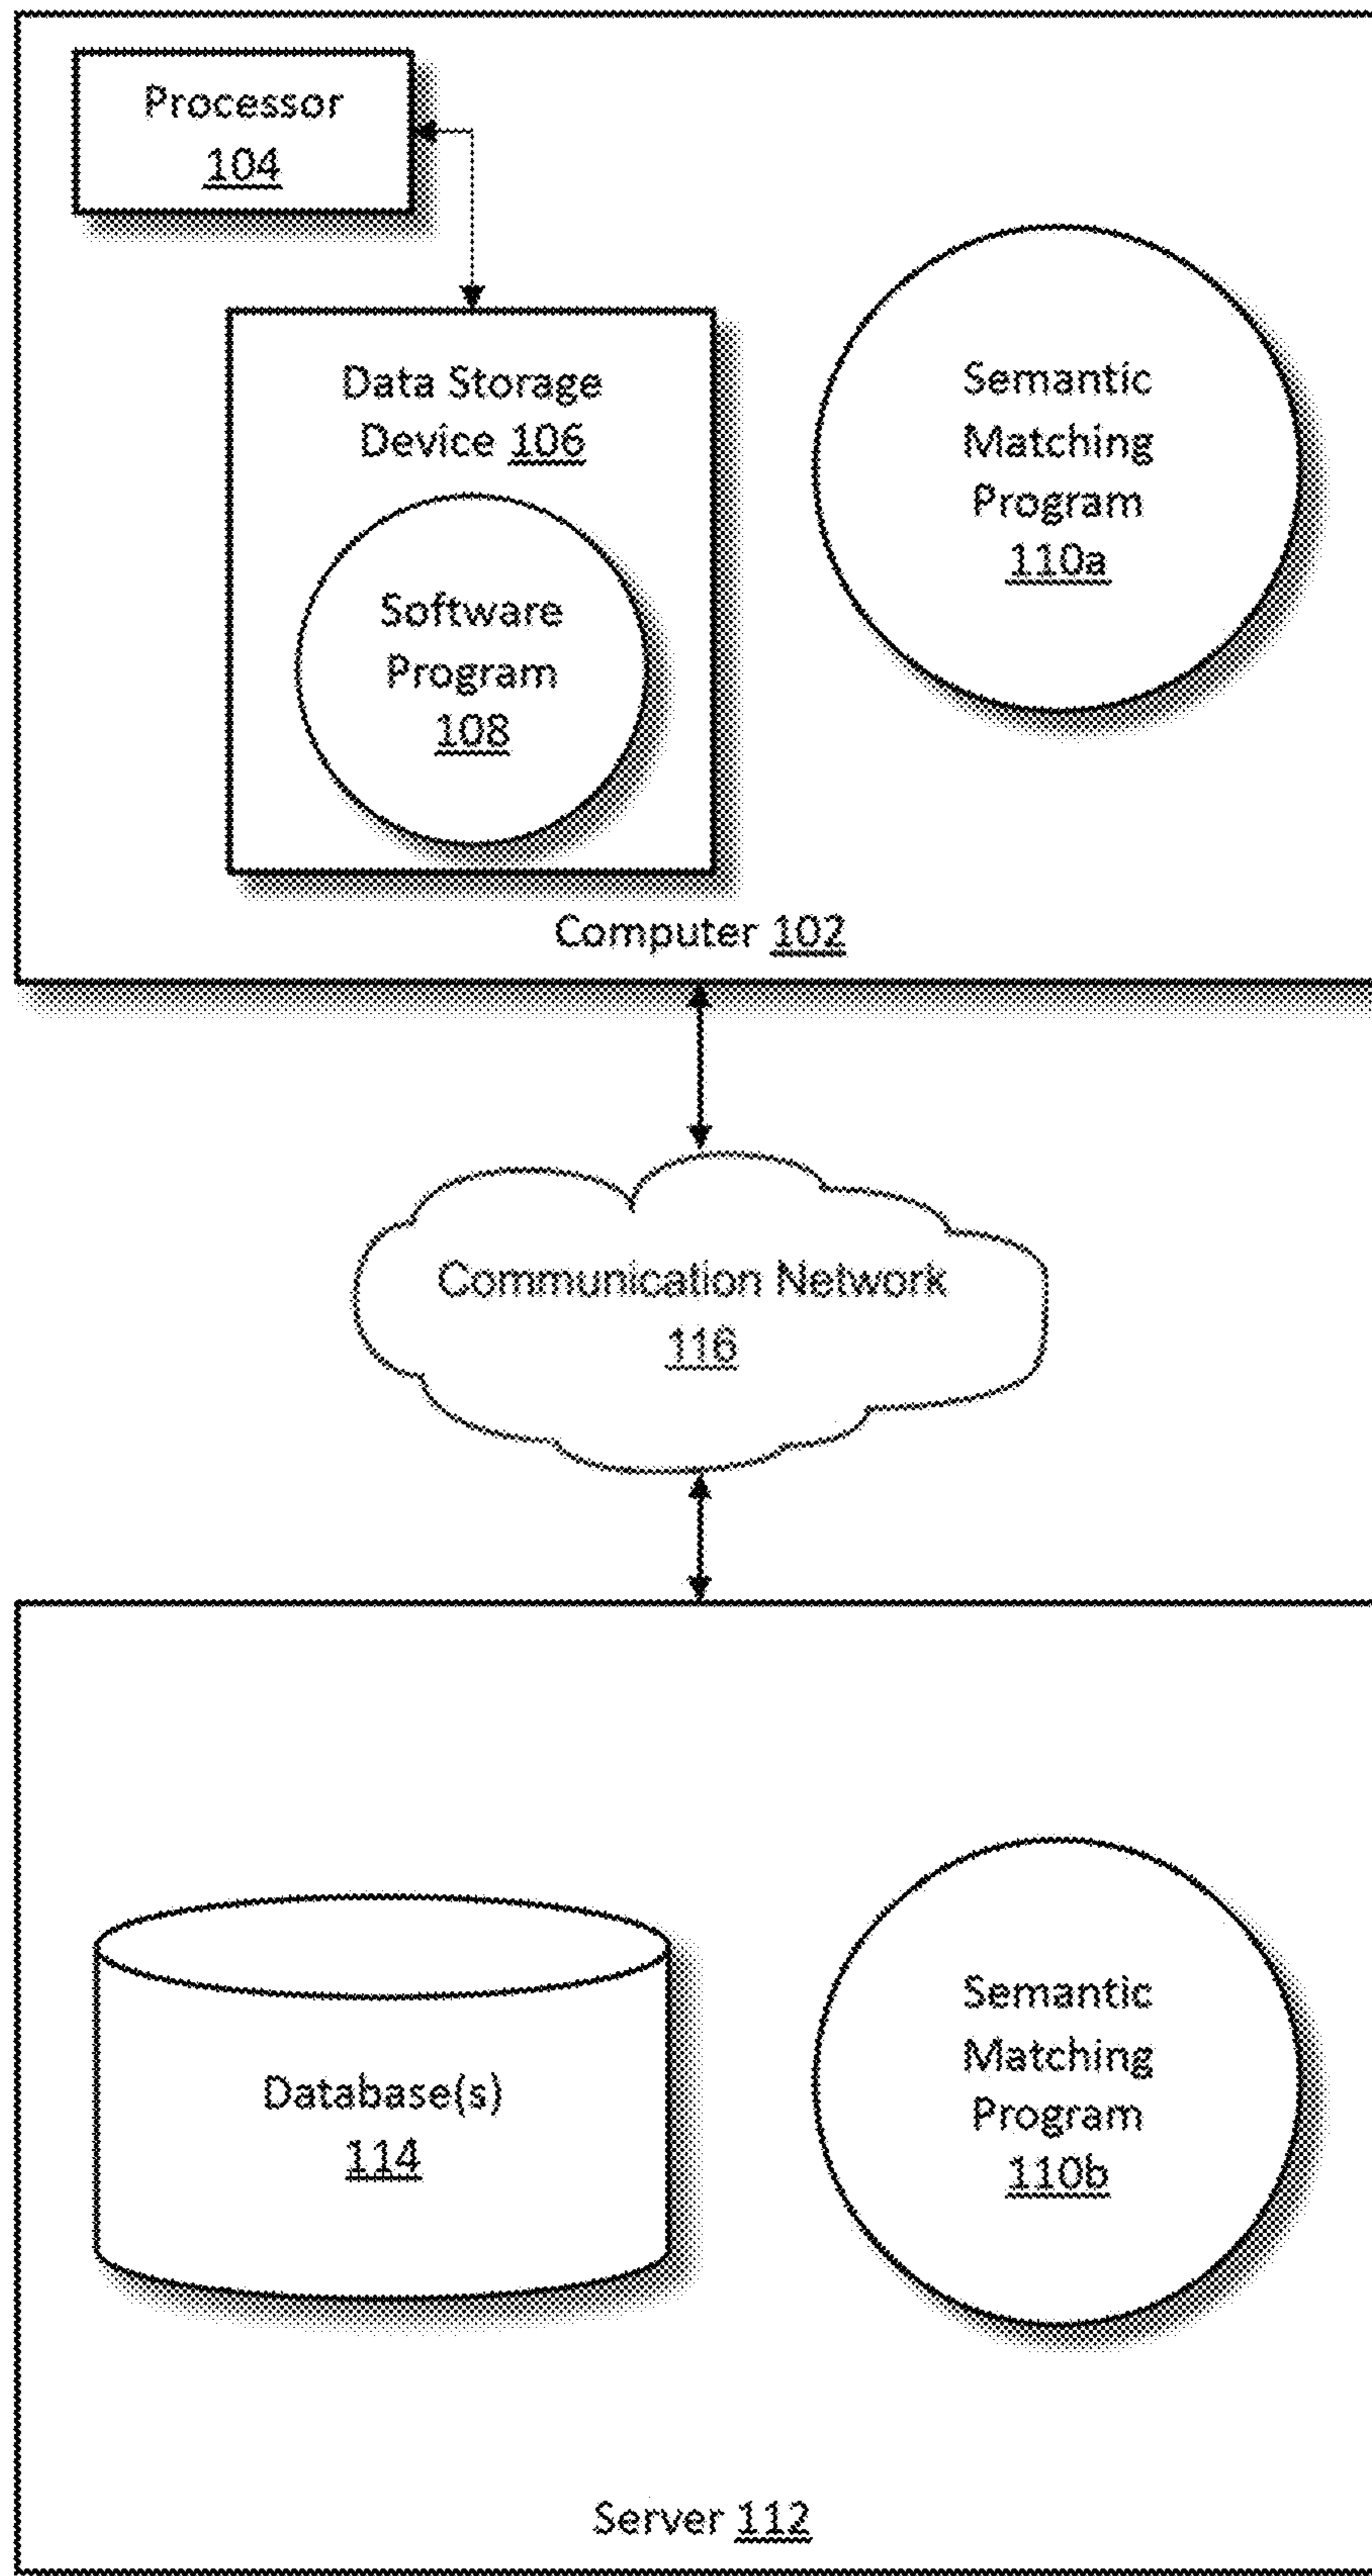 Processor
104
Data Storage
Device 106
Software
Program
108
Semantic
Matching
Program
110a
Computer 102
Communication Network
116
Database(s)
114
Semantic
Matching
Program
110b
Server 112